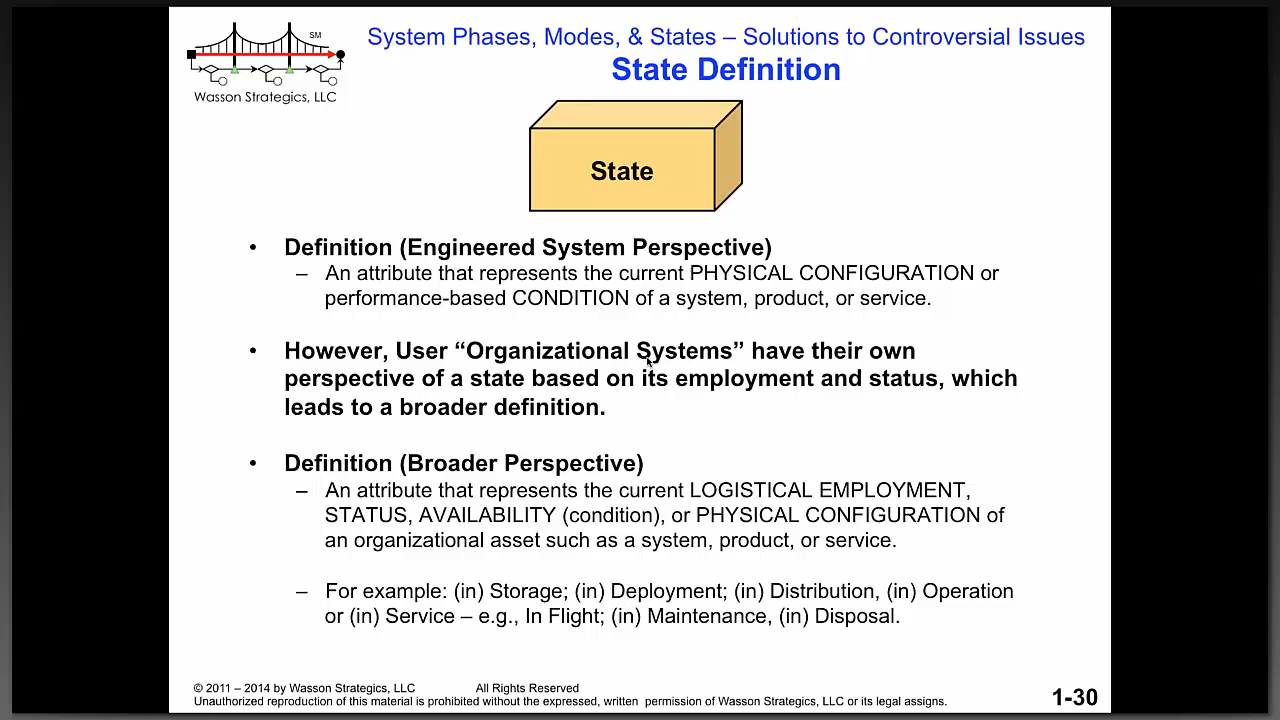 SM
Wasson Strategics, LLC
System Phases, Modes, & States – Solutions to Controversial Issues
State Definition
State
• Definition (Engineered System Perspective)
– An attribute that represents the current PHYSICAL CONFIGURATION or
performance-based CONDITION of a system, product, or service.
• However, User “Organizational Systems” have their own
perspective of a state based on its employment and status, which
leads to a broader definition.
• Definition (Broader Perspective)
– An attribute that represents the current LOGISTICAL EMPLOYMENT,
STATUS, AVAILABILITY (condition), or PHYSICAL CONFIGURATION of
an organizational asset such as a system, product, or service.
– For example: (in) Storage; (in) Deployment; (in) Distribution, (in) Operation
or (in) Service – e.g., In Flight; (in) Maintenance, (in) Disposal.
© 2011 – 2014 by Wasson Strategics, LLC All Rights Reserved
Unauthorized reproduction of this material is prohibited without the expressed, written permission of Wasson Strategics, LLC or its legal assigns.
1-30